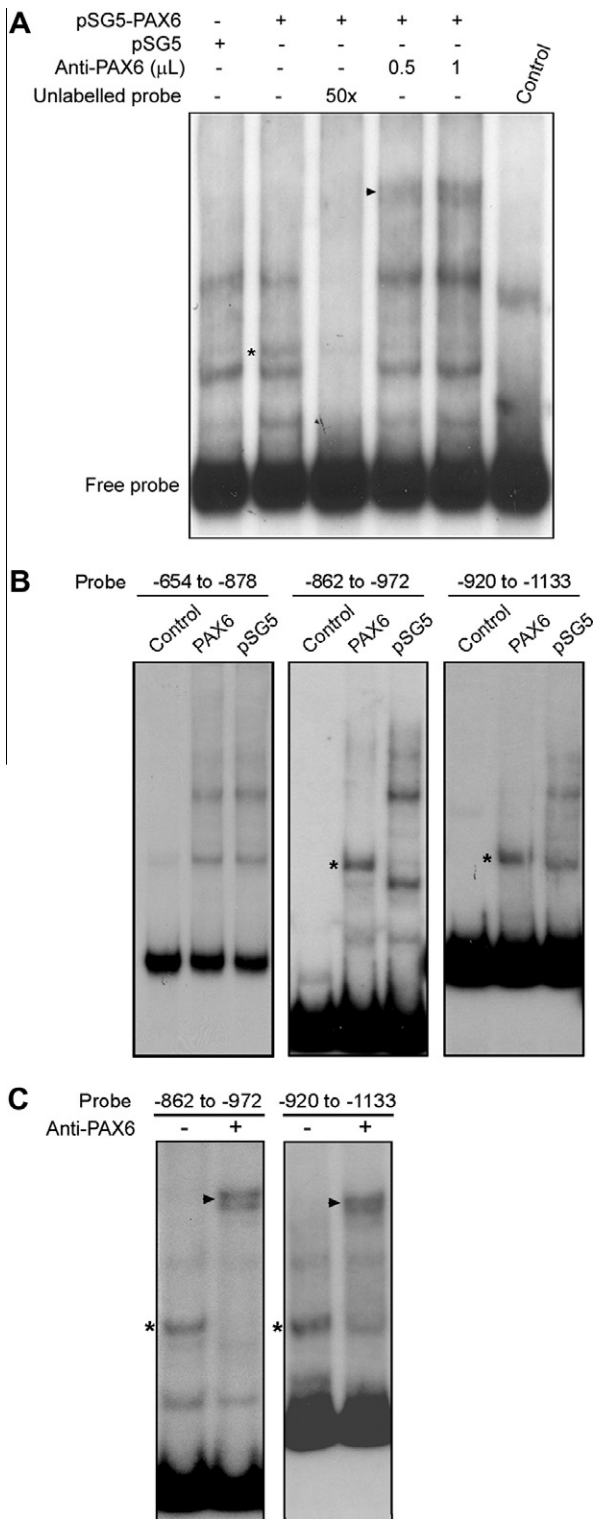 A
pSG5-PAX6 - + + + +
pSG5 + - - - -
Anti-PAX6 (μL) - - - 0.5 1
Unlabelled probe - - 50x - - Control
*
Free probe
B
Probe -654 to -878 -862 to -972 -920 to -1133
Control PAX6 pSG5 Control PAX6 pSG5 Control PAX6 pSG5
* *
C
Probe -862 to -972 -920 to -1133
Anti-PAX6 - + - +
* *